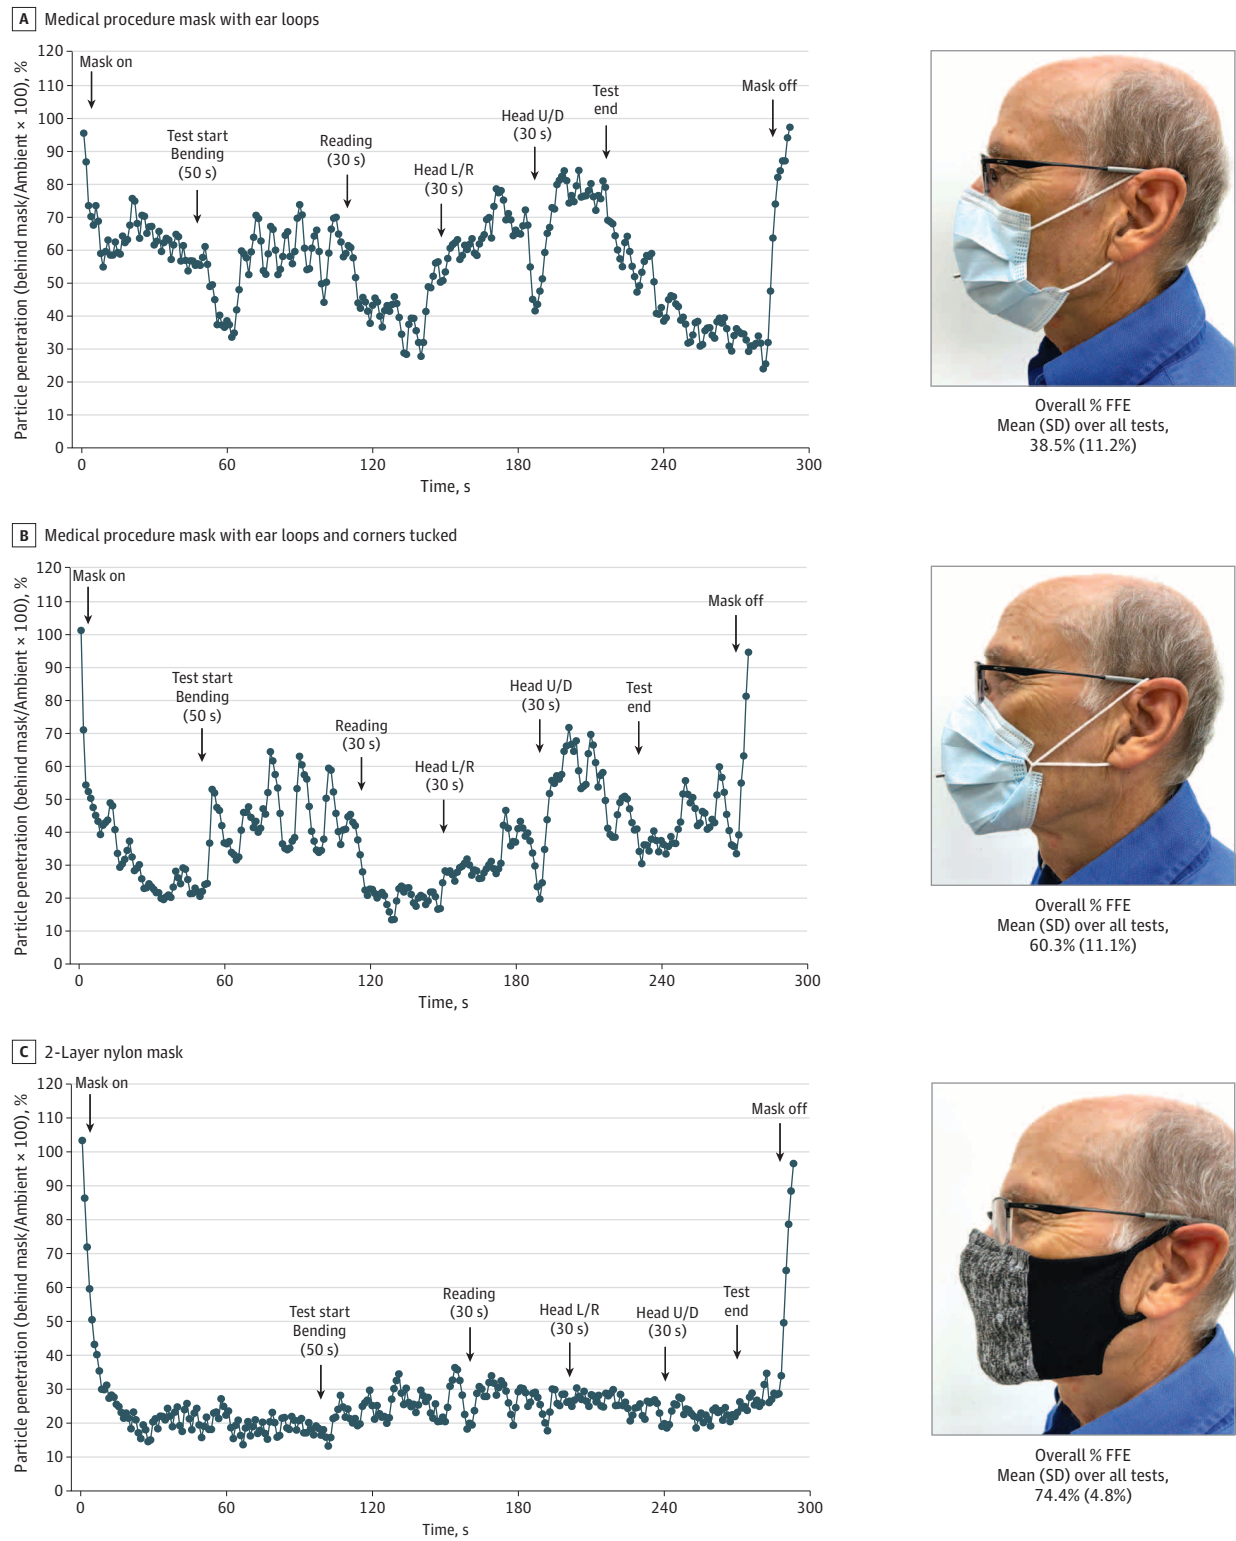 A Medical procedure mask with ear loops
Particle penetration (behind mask/Ambient × 100), %
120
110
100
90
80
70
60
50
40
30
20
10
0
Mask on
Test start
Bending
(50 s)
Reading
(30 s)
Head L/R
(30 s)
Head U/D
(30 s)
Test
end
Mask off
0
60
120
180
240
300
Time, s
Overall % FFE
Mean (SD) over all tests,
38.5% (11.2%)
B Medical procedure mask with ear loops and corners tucked
Particle penetration (behind mask/Ambient × 100), %
120
110
100
90
80
70
60
50
40
30
20
10
0
Mask on
Test start
Bending
(50 s)
Reading
(30 s)
Head L/R
(30 s)
Head U/D
(30 s)
Test
end
Mask off
0
60
120
180
240
300
Time, s
Overall % FFE
Mean (SD) over all tests,
60.3% (11.1%)
C 2-Layer nylon mask
Particle penetration (behind mask/Ambient × 100), %
120
110
100
90
80
70
60
50
40
30
20
10
0
Mask on
Test start
Bending
(50 s)
Reading
(30 s)
Head L/R
(30 s)
Head U/D
(30 s)
Test
end
Mask off
0
60
120
180
240
300
Time, s
Overall % FFE
Mean (SD) over all tests,
74.4% (4.8%)